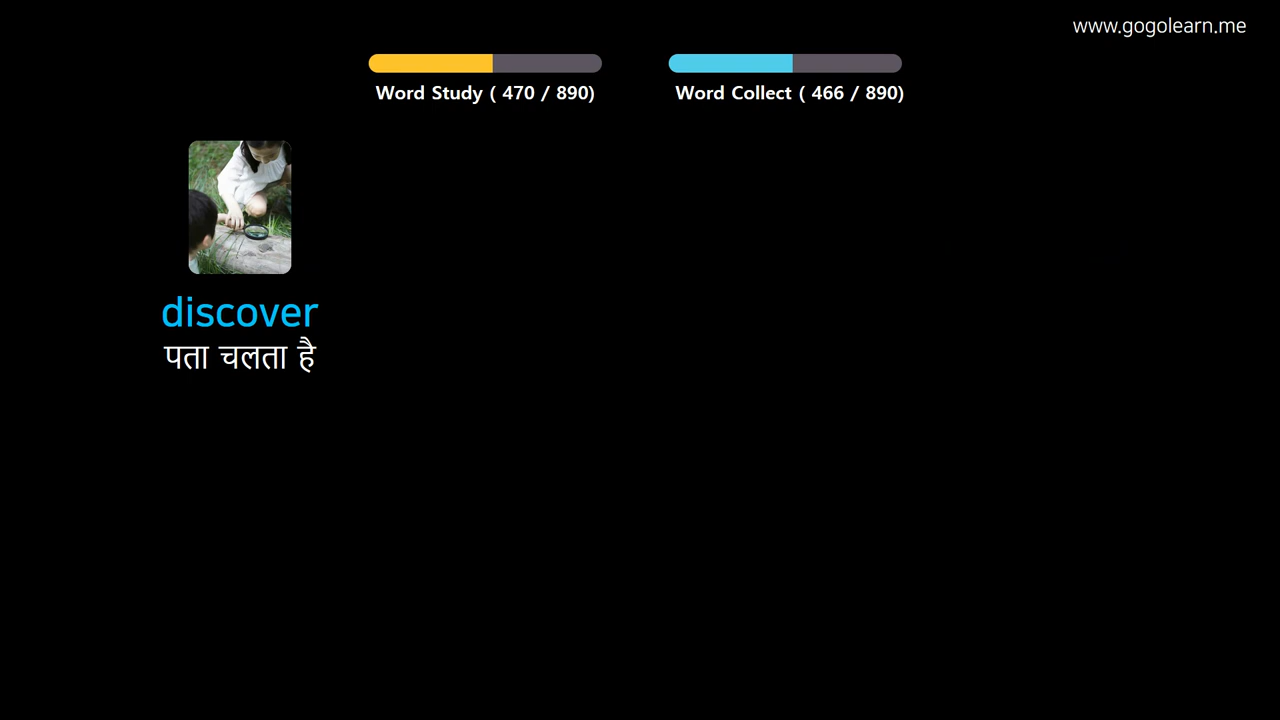 www.gogolearn.me
Word Study ( 470 / 890)
Word Collect ( 466 / 890)
discover
पता चलता है